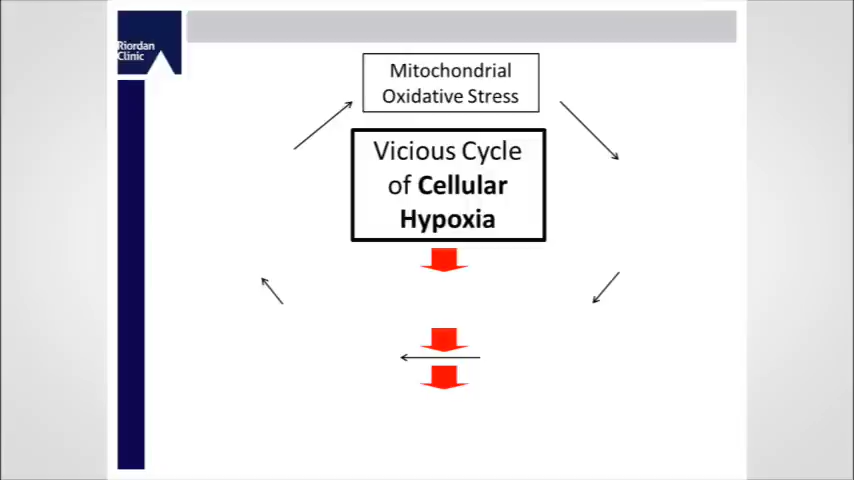 Riordan
Clinic
Mitochondrial
Oxidative Stress
Vicious Cycle
of Cellular
Hypoxia